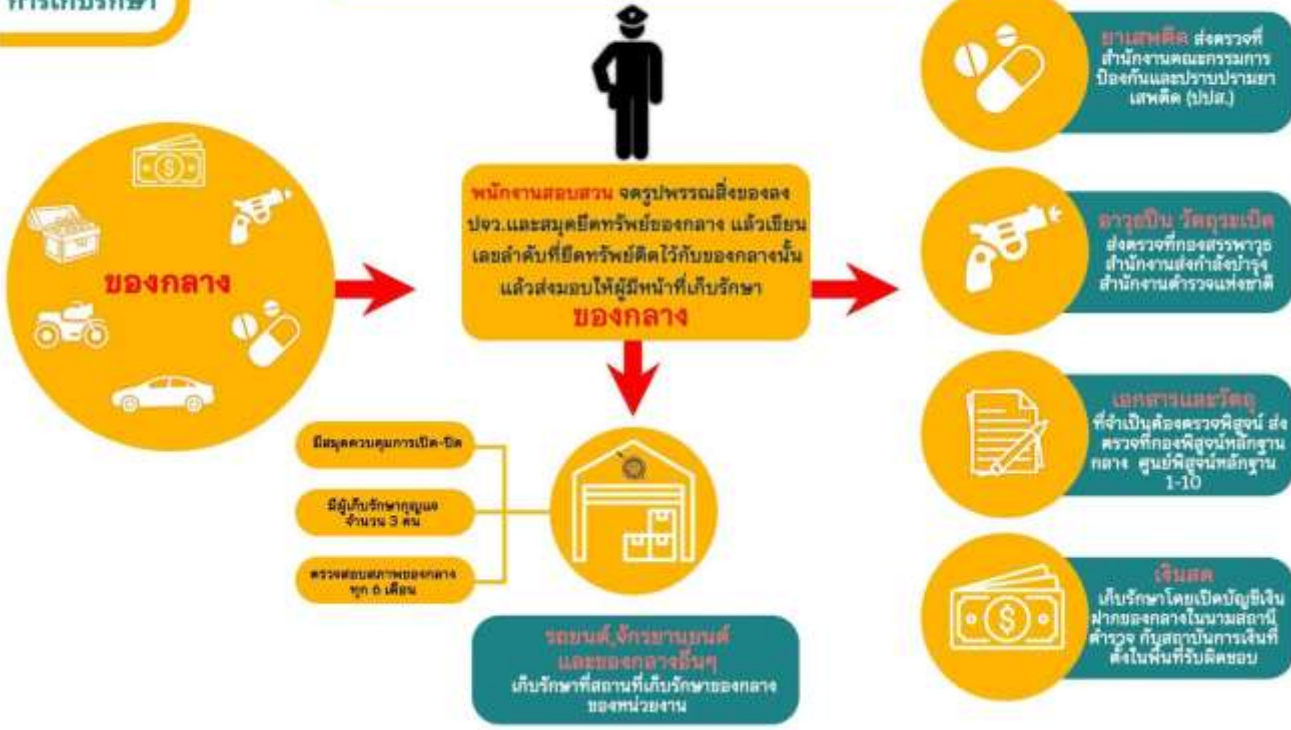 การเก็บรักษา
ของกลาง
พนักงานสอบสวน จดรูปพรรณสิ่งของลง
ปจว.และสมุดยึดทรัพย์ของกลาง แล้วเขียน
เลขลำดับที่ยึดทรัพย์ติดไว้กับของกลางนั้น
แล้วส่งมอบให้ผู้มีหน้าที่เก็บรักษา
ของกลาง
มีสมุดควบคุมการเปิด-ปิด
มีผู้เก็บรักษากุญแจ
จำนวน 3 คน
ตรวจสอบสภาพของกลาง
ทุก 6 เดือน
รถยนต์,จักรยานยนต์
และของกลางอื่นๆ
เก็บรักษาที่สถานที่เก็บรักษาของกลาง
ของหน่วยงาน
ยาเสพติด ส่งตรวจที่
สำนักงานคณะกรรมการ
ป้องกันและปราบปรามยา
เสพติด (ปปส.)
อาวุธปืน วัตถุระเบิด
ส่งตรวจที่กองสรรพาวุธ
สำนักงานส่งกำลังบำรุง
สำนักงานตำรวจแห่งชาติ
เอกสารและวัตถุ
ที่จำเป็นต้องตรวจพิสูจน์ ส่ง
ตรวจที่กองพิสูจน์หลักฐาน
กลาง ศูนย์พิสูจน์หลักฐาน
1-10
เงินสด
เก็บรักษาโดยเปิดบัญชีเงิน
ฝากของกลางในนามสถานี
ตำรวจ กับสถาบันการเงินที่
ตั้งในพื้นที่รับผิดชอบ